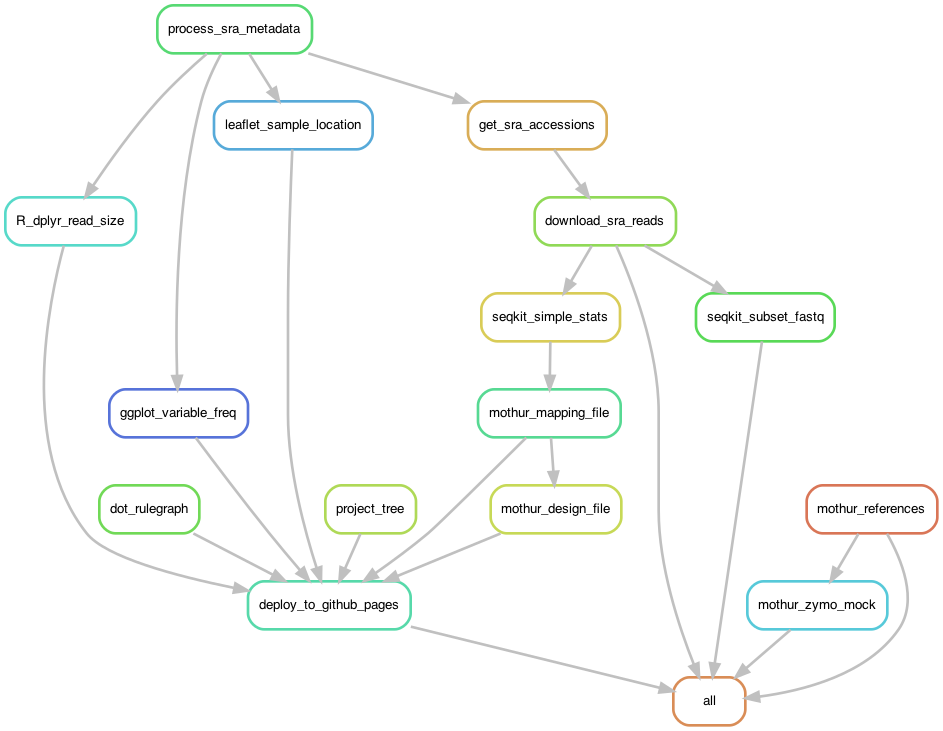 process_sra_metadata
leaflet_sample_location
get_sra_accessions
R_dplyr_read_size
download_sra_reads
seqkit_simple_stats
seqkit_subset_fastq
ggplot_variable_freq
mothur_mapping_file
dot_rulegraph
project_tree
mothur_design_file
mothur_references
deploy_to_github_pages
mothur_zymo_mock
all